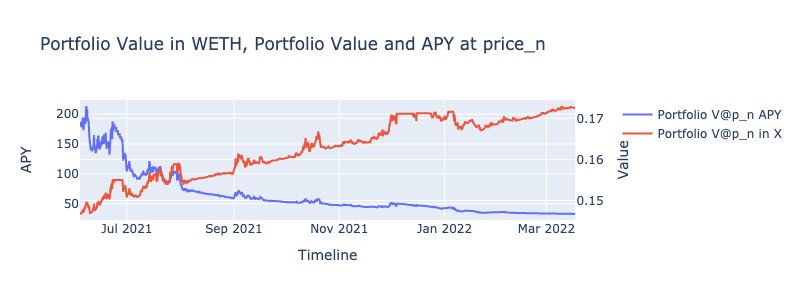 Portfolio Value in WETH, Portfolio Value and APY at price_n
200
150
100
50
APY
0.17
0.16
0.15
Value
Portfolio V@p_n APY
Portfolio V@p_n in X
Jul 2021
Sep 2021
Nov 2021
Jan 2022
Mar 2022
Timeline